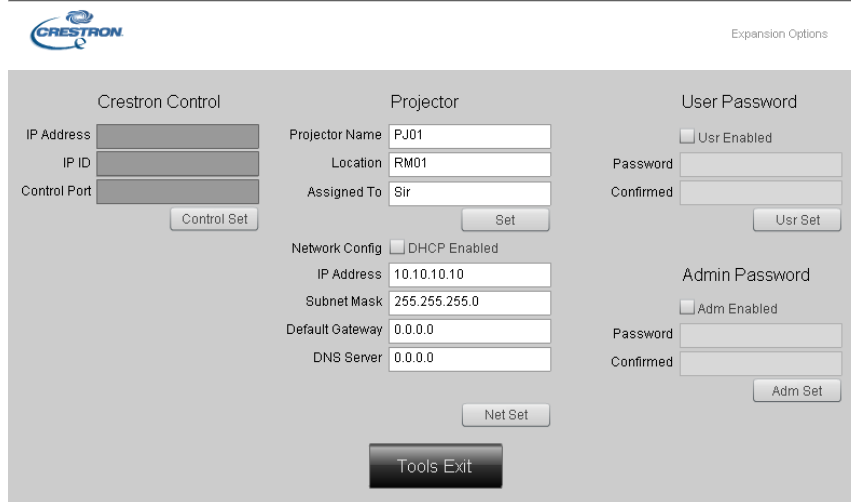 CRESTRON
Expansion Options
Crestron Control
IP Address
IP ID
Control Port
Control Set
Projector
Projector Name PJ01
Location RM01
Assigned To Sir
Set
Network Config DHCP Enabled
IP Address 10.10.10.10
Subnet Mask 255.255.255.0
Default Gateway 0.0.0.0
DNS Server 0.0.0.0
Net Set
User Password
Usr Enabled
Password
Confirmed
Usr Set
Admin Password
Adm Enabled
Password
Confirmed
Adm Set
Tools Exit